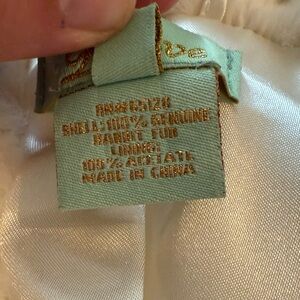 SHELL:100% GENUINE
RABBIT FUR
LINING:
100% ACETATE
MADE IN CHINA